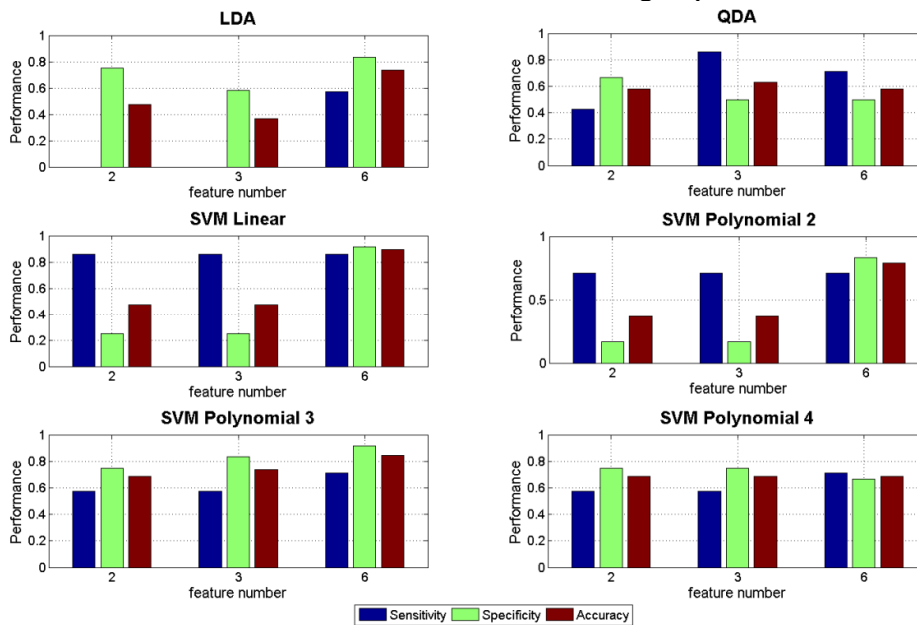 LDA
QDA
1
0.8
0.6
0.4
0.2
0
Performance
2 3 6
feature number
1
0.8
0.6
0.4
0.2
0
Performance
2 3 6
feature number
SVM Linear
SVM Polynomial 2
1
0.8
0.6
0.4
0.2
0
Performance
2 3 6
feature number
1
0.5
0
Performance
2 3 6
feature number
SVM Polynomial 3
SVM Polynomial 4
1
0.8
0.6
0.4
0.2
0
Performance
2 3 6
feature number
1
0.8
0.6
0.4
0.2
0
Performance
2 3 6
feature number
Sensitivity Specificity Accuracy